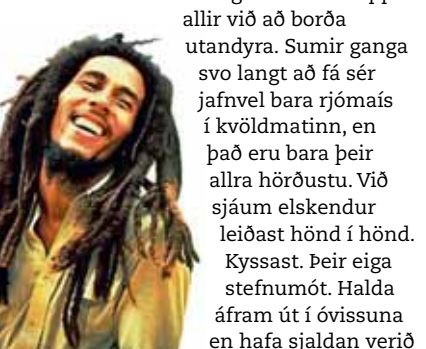 allir við að borða
utandyra. Sumir ganga
svo langt að fá sér
jafnvel bara rjómaís
í kvöldmatinn, en
það eru bara þeir
allra hörðustu. Við
sjáum elskendur
leiðast hönd í hönd.
Kyssast. Þeir eiga
stefnumót. Halda
áfram út í óvissuna
en hafa sjaldan verið